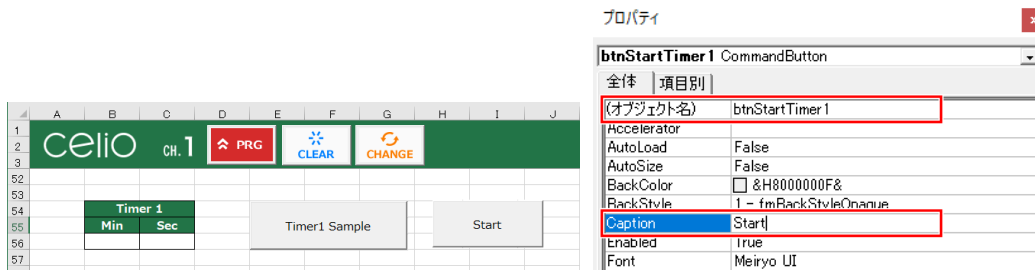 プロパティ
btnStartTimer1 CommandButton
全体 項目別
(オブジェクト名) btnStartTimer1
Accelerator
AutoLoad False
AutoSize False
BackColor &H8000000F&
BackStyle 1 - fmBackStyleOpaque
Caption Start
Enabled True
Font Meiryo UI
A B C D E F G H I J
1
2 celio CH.1 PRG CLEAR CHANGE
3
52
53
54 Timer 1
55 Min Sec Timer1 Sample Start
56
57